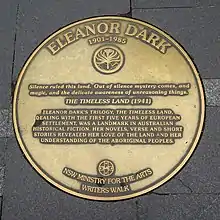 ELEANOR DARK
1901-1985
Silence ruled this land. Out of silence mystery comes, and
magic, and the delicate awareness of unreasoning things.
THE TIMELESS LAND (1941)
ELEANOR DARK'S TRILOGY, THE TIMELESS LAND,
DEALING WITH THE FIRST FIVE YEARS OF EUROPEAN
SETTLEMENT, WAS A LANDMARK IN AUSTRALIAN
HISTORICAL FICTION. HER NOVELS, VERSE AND SHORT
STORIES REVEALED HER LOVE OF THE LAND AND HER
UNDERSTANDING OF THE ABORIGINAL PEOPLES.
NSW MINISTRY FOR THE ARTS
WRITERS WALK